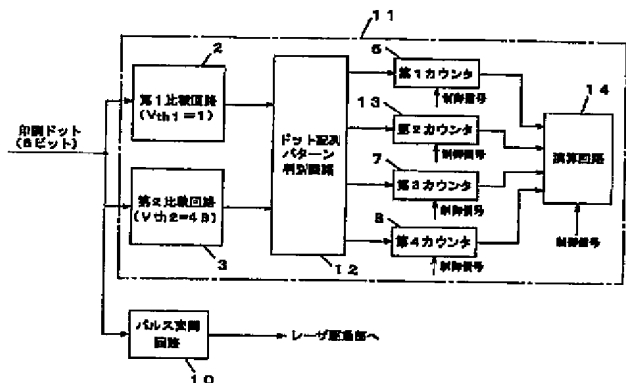 11
2
第1比較回路
(Vth1=1)
印刷ドット
(8ビット)
第2比較回路
(Vth2=48)
3
ドット配列
パターン
判別回路
12
6
第1カウンタ
制御信号
13
第2カウンタ
制御信号
7
第3カウンタ
制御信号
8
第4カウンタ
制御信号
14
演算回路
制御信号
パルス変調
回路
10
レーザ駆動部へ